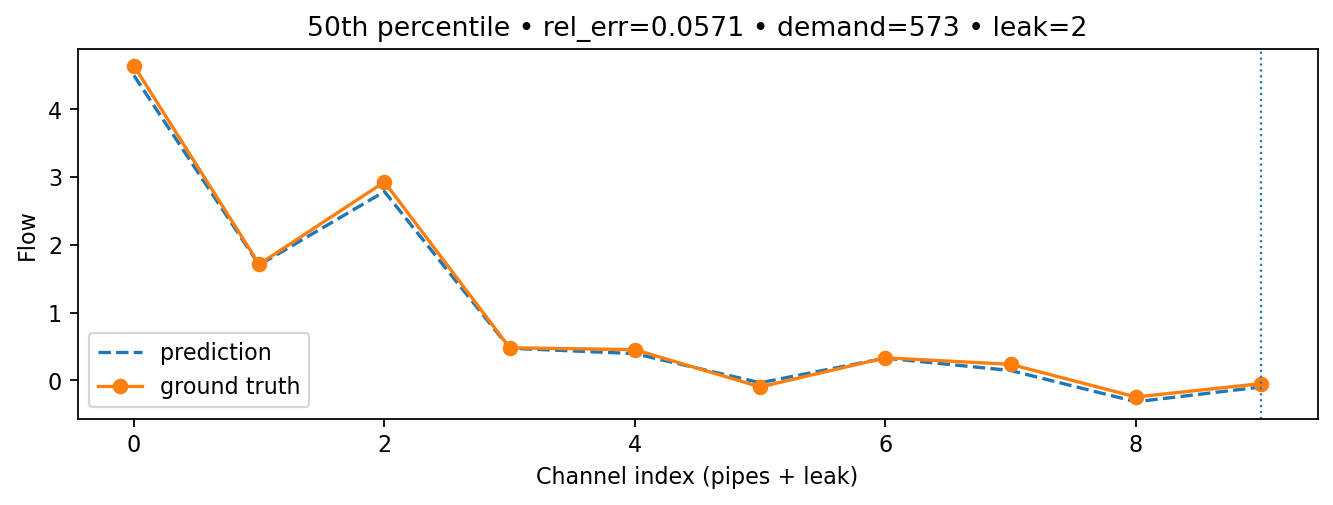 50th percentile • rel_err=0.0571 • demand=573 • leak=2
Flow
4
3
2
1
0
prediction
ground truth
0 2 4 6 8
Channel index (pipes + leak)